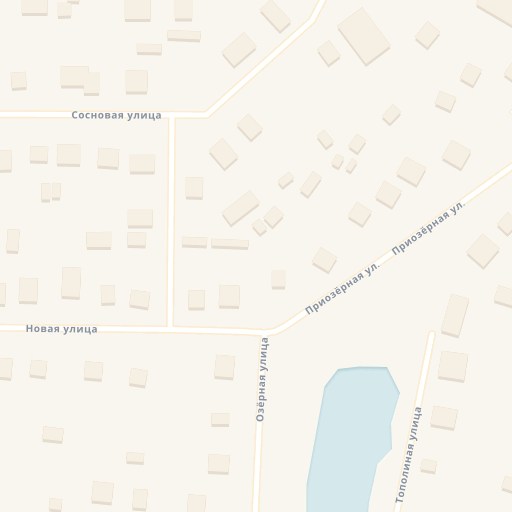 Сосновая улица
Приозёрная ул.
Приозёрная ул.
Новая улица
Озёрная улица
Тополиная улица